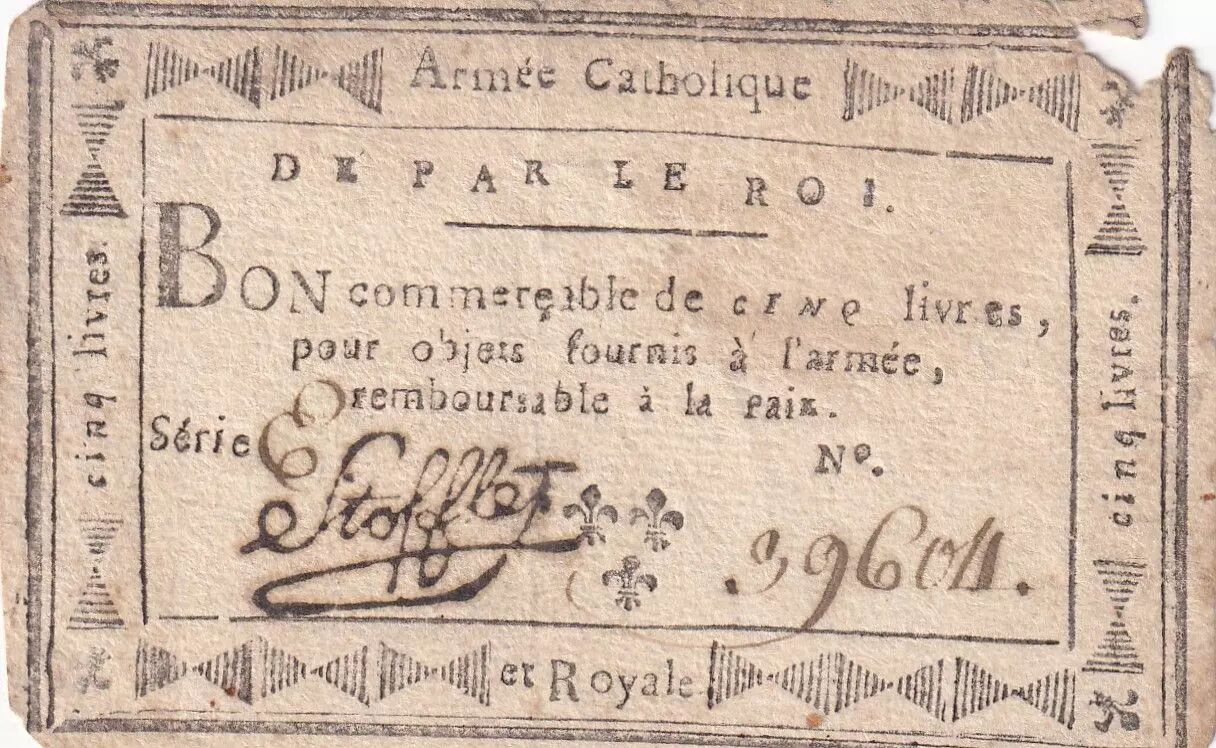 Armée Catholique
DE PAR LE ROI.
BON commerçable de CINQ livres,
pour objets fournis à l'armée,
remboursable à la paix.
Série E
N°.
Stofflet
39604.
et Royale.
cinq livres.
cinq livres.